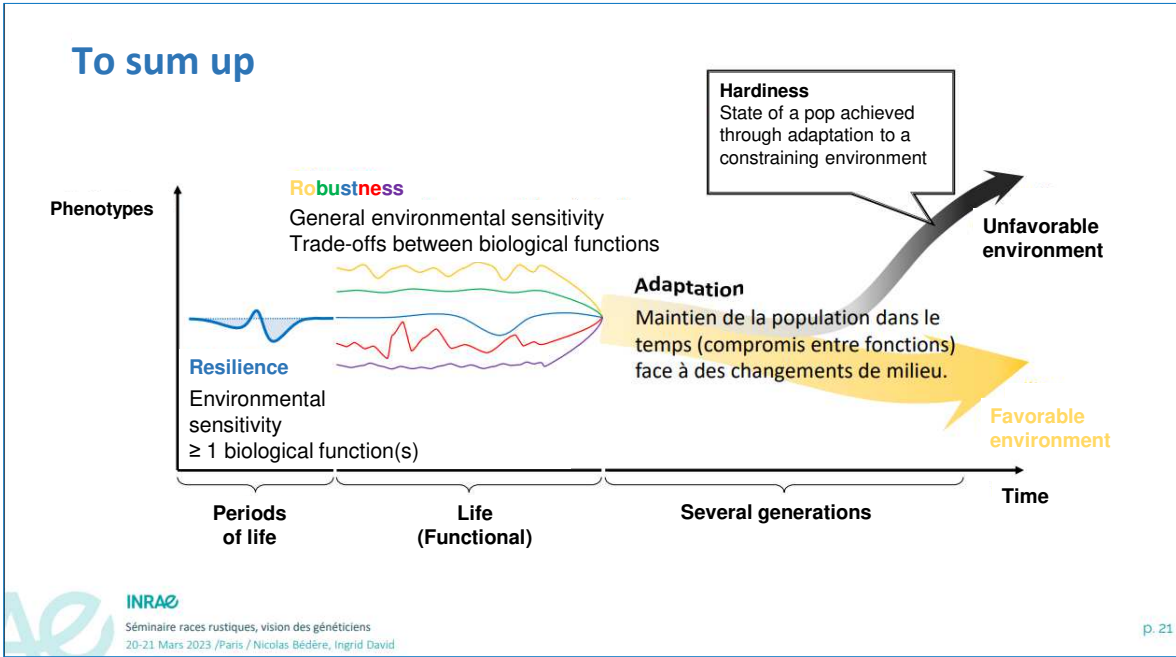 To sum up
Hardiness
State of a pop achieved
through adaptation to a
constraining environment
Phenotypes
Robustness
General environmental sensitivity
Trade-offs between biological functions
Unfavorable
environment
Adaptation
Maintien de la population dans le
temps (compromis entre fonctions)
face à des changements de milieu.
Resilience
Environmental
sensitivity
≥ 1 biological function(s)
Favorable
environment
Time
Periods
of life
Life
(Functional)
Several generations
INRAE
Séminaire races rustiques, vision des généticiens
20-21 Mars 2023 /Paris / Nicolas Bédère, Ingrid David
p. 21